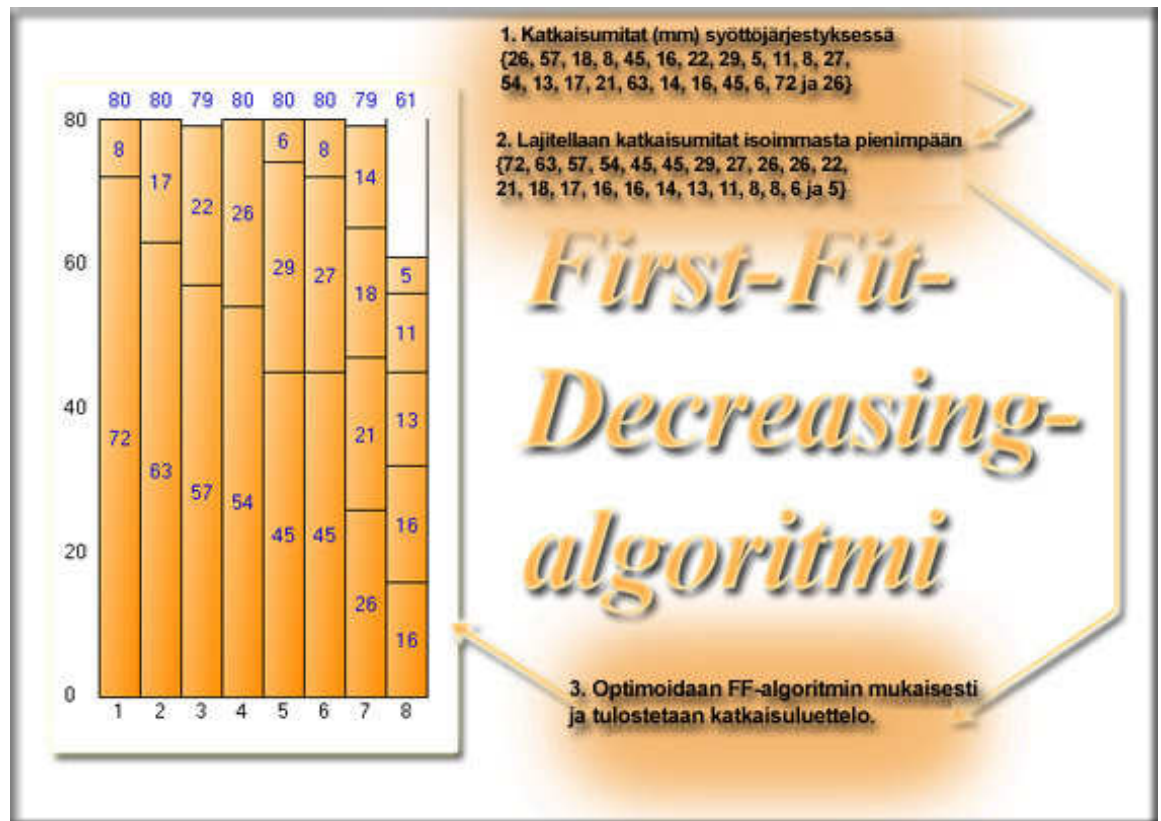 1. Katkaisumitat (mm) syöttöjärjestyksessä
{26, 57, 18, 8, 45, 16, 22, 29, 5, 11, 8, 27,
54, 13, 17, 21, 63, 14, 16, 45, 6, 72 ja 26}
2. Lajitellaan katkaisumitat isoimmasta pienimpään
{72, 63, 57, 54, 45, 45, 29, 27, 26, 26, 22,
21, 18, 17, 16, 16, 14, 13, 11, 8, 8, 6 ja 5}
First-Fit-
Decreasing-
algoritmi
3. Optimoidaan FF-algoritmin mukaisesti
ja tulostetaan katkaisuluettelo.
80 80 79 80 80 80 79 61
80
60
40
20
0
8
72
17
63
22
57
26
54
6
29
45
8
27
45
14
18
21
26
5
11
13
16
16
1 2 3 4 5 6 7 8